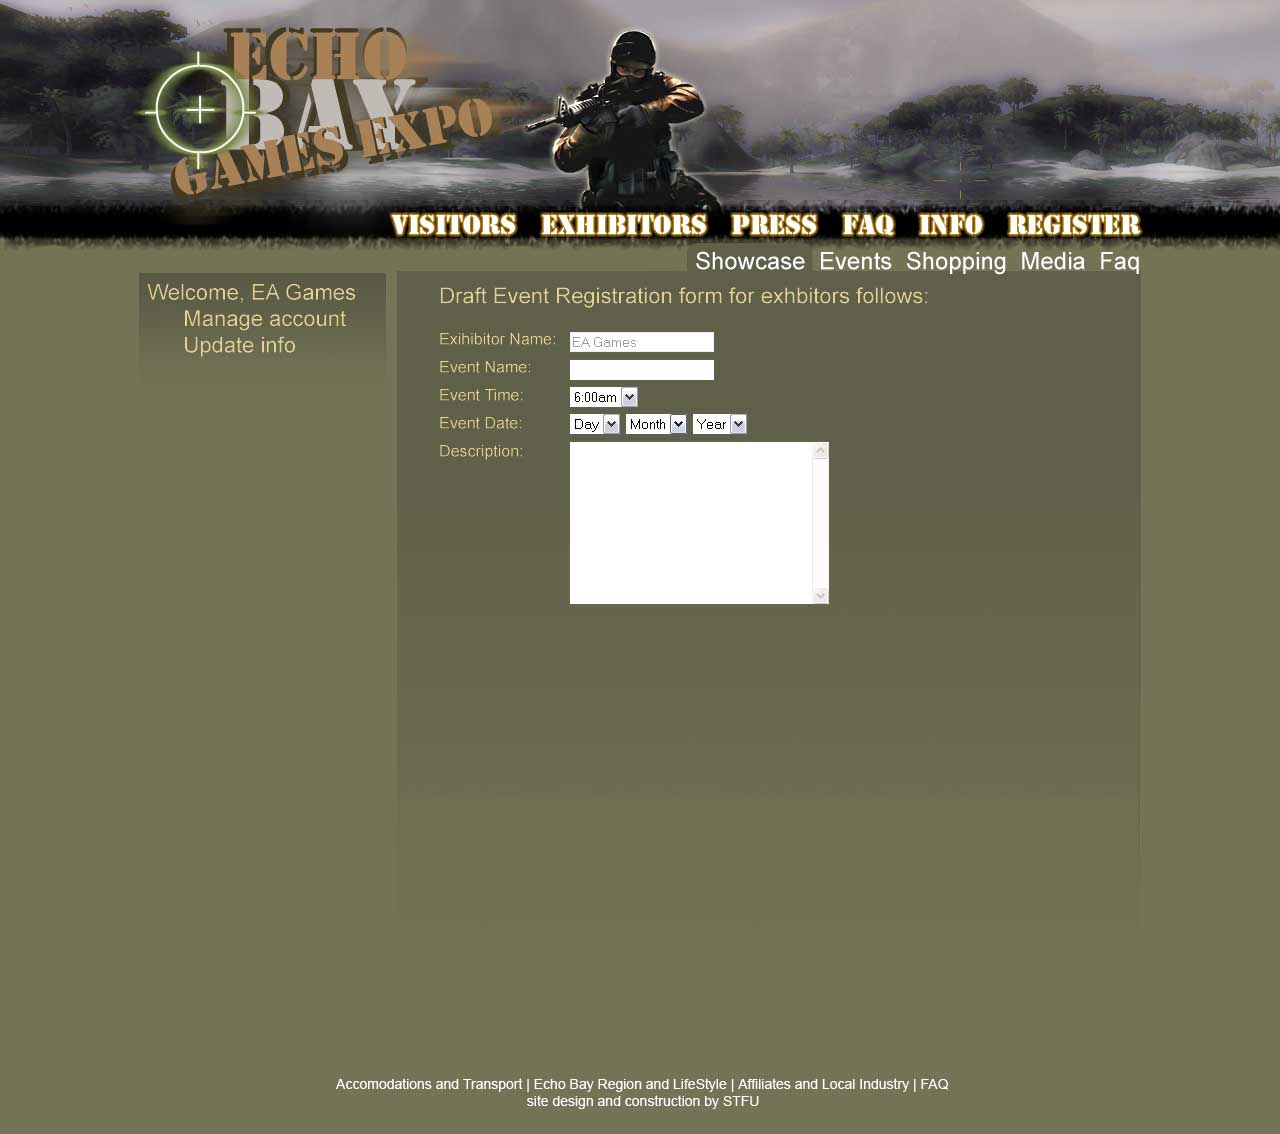 ECHO
BAY
GAMES EXPO
VISITORS EXHIBITORS PRESS FAQ INFO REGISTER
Showcase Events Shopping Media Faq
Welcome, EA Games
Manage account
Update info
Draft Event Registration form for exhbitors follows:
Exihibitor Name: EA Games
Event Name:
Event Time: 6:00am
Event Date: Day Month Year
Description:
Accomodations and Transport | Echo Bay Region and LifeStyle | Affiliates and Local Industry | FAQ
site design and construction by STFU